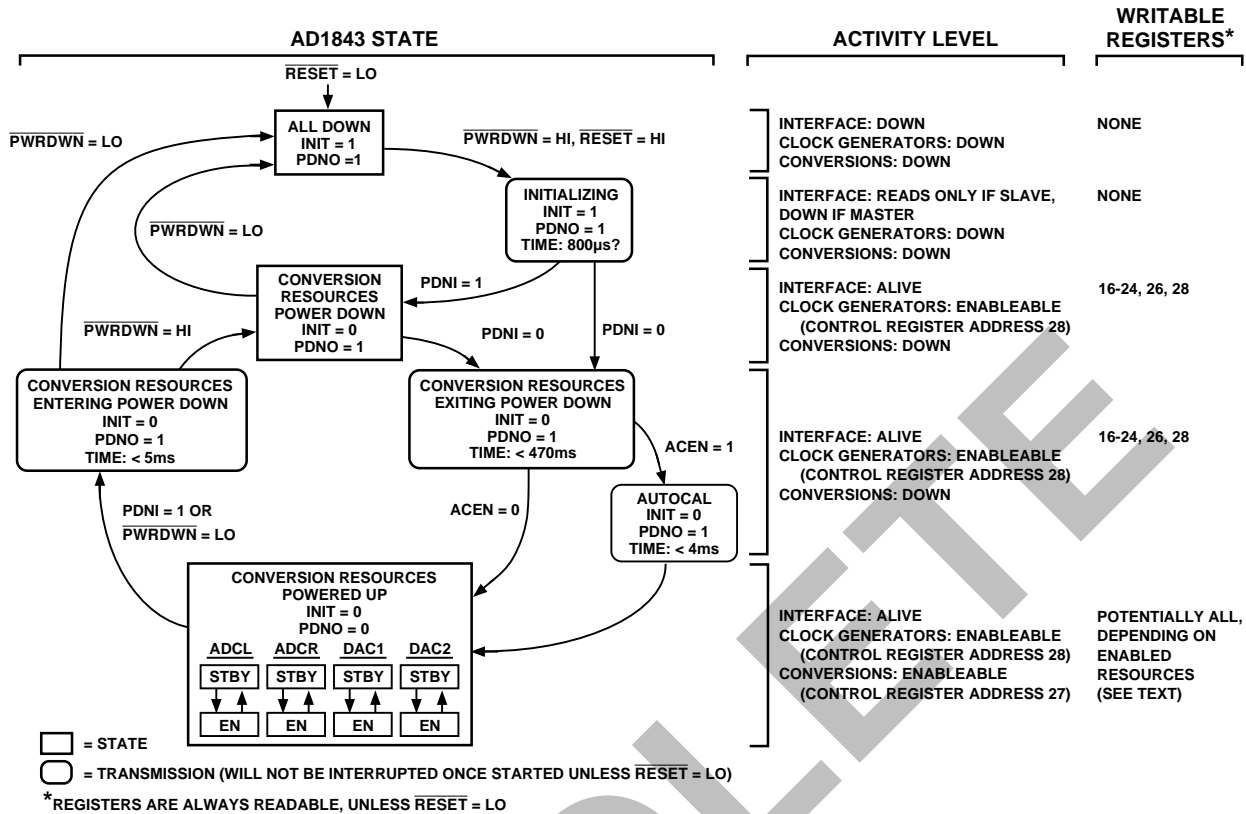 AD1843 STATE
ACTIVITY LEVEL
WRITABLE
REGISTERS*
RESET = LO
ALL DOWN
INIT = 1
PDNO =1
PWRDWN = LO
PWRDWN = HI, RESET = HI
INITIALIZING
INIT = 1
PDNO = 1
TIME: 800µs?
PWRDWN = LO
CONVERSION
RESOURCES
POWER DOWN
INIT = 0
PDNO = 1
PDNI = 1
PWRDWN = HI
PDNI = 0
PDNI = 0
CONVERSION RESOURCES
ENTERING POWER DOWN
INIT = 0
PDNO = 1
TIME: < 5ms
CONVERSION RESOURCES
EXITING POWER DOWN
INIT = 0
PDNO = 1
TIME: < 470ms
ACEN = 1
AUTOCAL
INIT = 0
PDNO = 1
TIME: < 4ms
PDNI = 1 OR
PWRDWN = LO
ACEN = 0
CONVERSION RESOURCES
POWERED UP
INIT = 0
PDNO = 0
ADCL ADCR DAC1 DAC2
STBY STBY STBY STBY
EN EN EN EN
INTERFACE: DOWN
CLOCK GENERATORS: DOWN
CONVERSIONS: DOWN
NONE
INTERFACE: READS ONLY IF SLAVE,
DOWN IF MASTER
CLOCK GENERATORS: DOWN
CONVERSIONS: DOWN
NONE
INTERFACE: ALIVE
CLOCK GENERATORS: ENABLEABLE
(CONTROL REGISTER ADDRESS 28)
CONVERSIONS: DOWN
16-24, 26, 28
INTERFACE: ALIVE
CLOCK GENERATORS: ENABLEABLE
(CONTROL REGISTER ADDRESS 28)
CONVERSIONS: DOWN
16-24, 26, 28
INTERFACE: ALIVE
CLOCK GENERATORS: ENABLEABLE
(CONTROL REGISTER ADDRESS 28)
CONVERSIONS: ENABLEABLE
(CONTROL REGISTER ADDRESS 27)
POTENTIALLY ALL,
DEPENDING ON
ENABLED
RESOURCES
(SEE TEXT)
= STATE
= TRANSMISSION (WILL NOT BE INTERRUPTED ONCE STARTED UNLESS RESET = LO)
*REGISTERS ARE ALWAYS READABLE, UNLESS RESET = LO
LETE